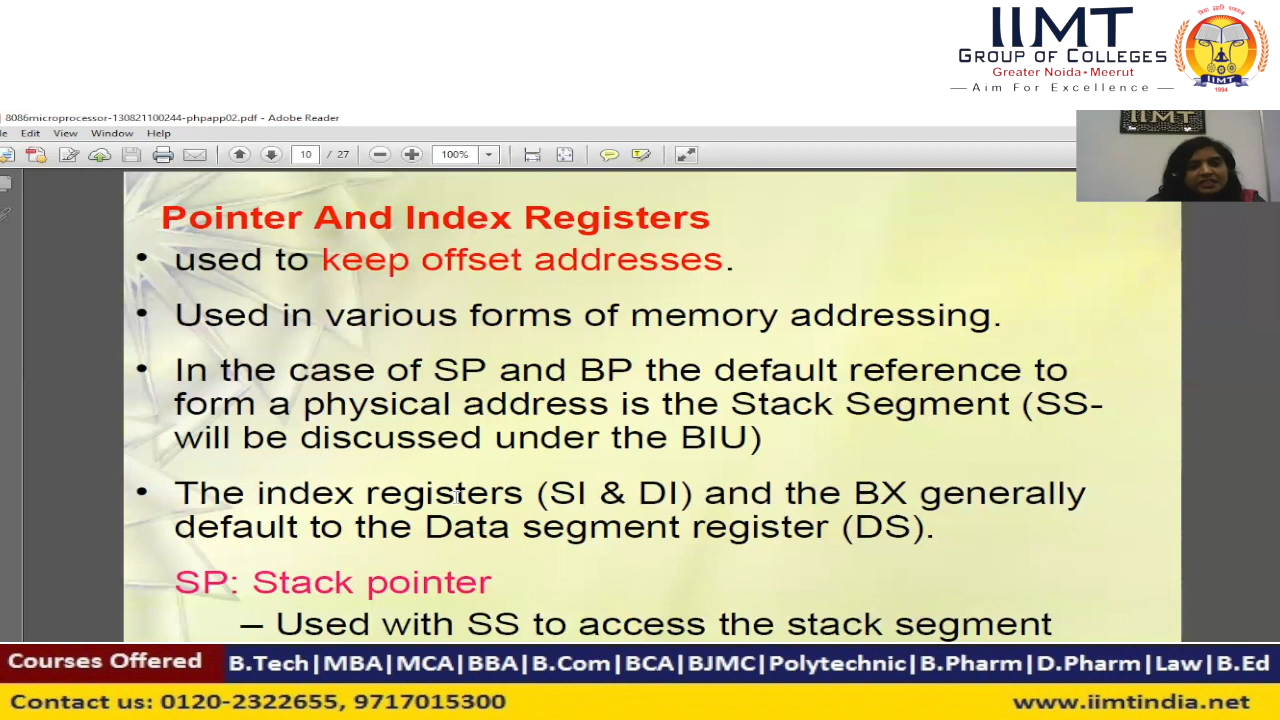 IIMT
GROUP OF COLLEGES
Greater Noida • Meerut
— Aim For Excellence —
IIMT
1994
8086microprocessor-130821100244-phpapp02.pdf - Adobe Reader
Edit View Window Help
10 / 27 100%
IIMT
Pointer And Index Registers
• used to keep offset addresses.
• Used in various forms of memory addressing.
• In the case of SP and BP the default reference to
form a physical address is the Stack Segment (SS-
will be discussed under the BIU)
• The index registers (SI & DI) and the BX generally
default to the Data segment register (DS).
SP: Stack pointer
– Used with SS to access the stack segment
Courses Offered B.Tech|MBA|MCA|BBA|B.Com|BCA|BJMC|Polytechnic|B.Pharm|D.Pharm|Law|B.Ed
Contact us: 0120-2322655, 9717015300 www.iimtindia.net